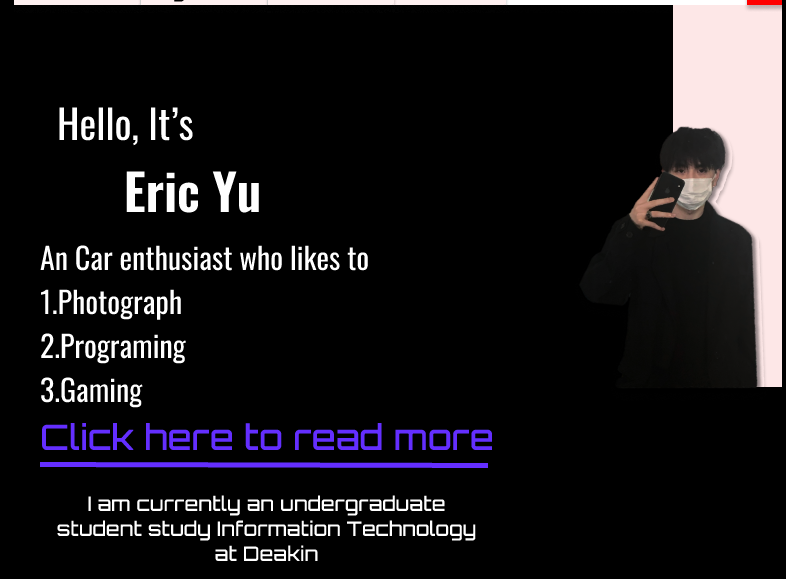 Hello, It’s
Eric Yu
An Car enthusiast who likes to
1.Photograph
2.Programing
3.Gaming
Click here to read more
I am currently an undergraduate
student study Information Technology
at Deakin